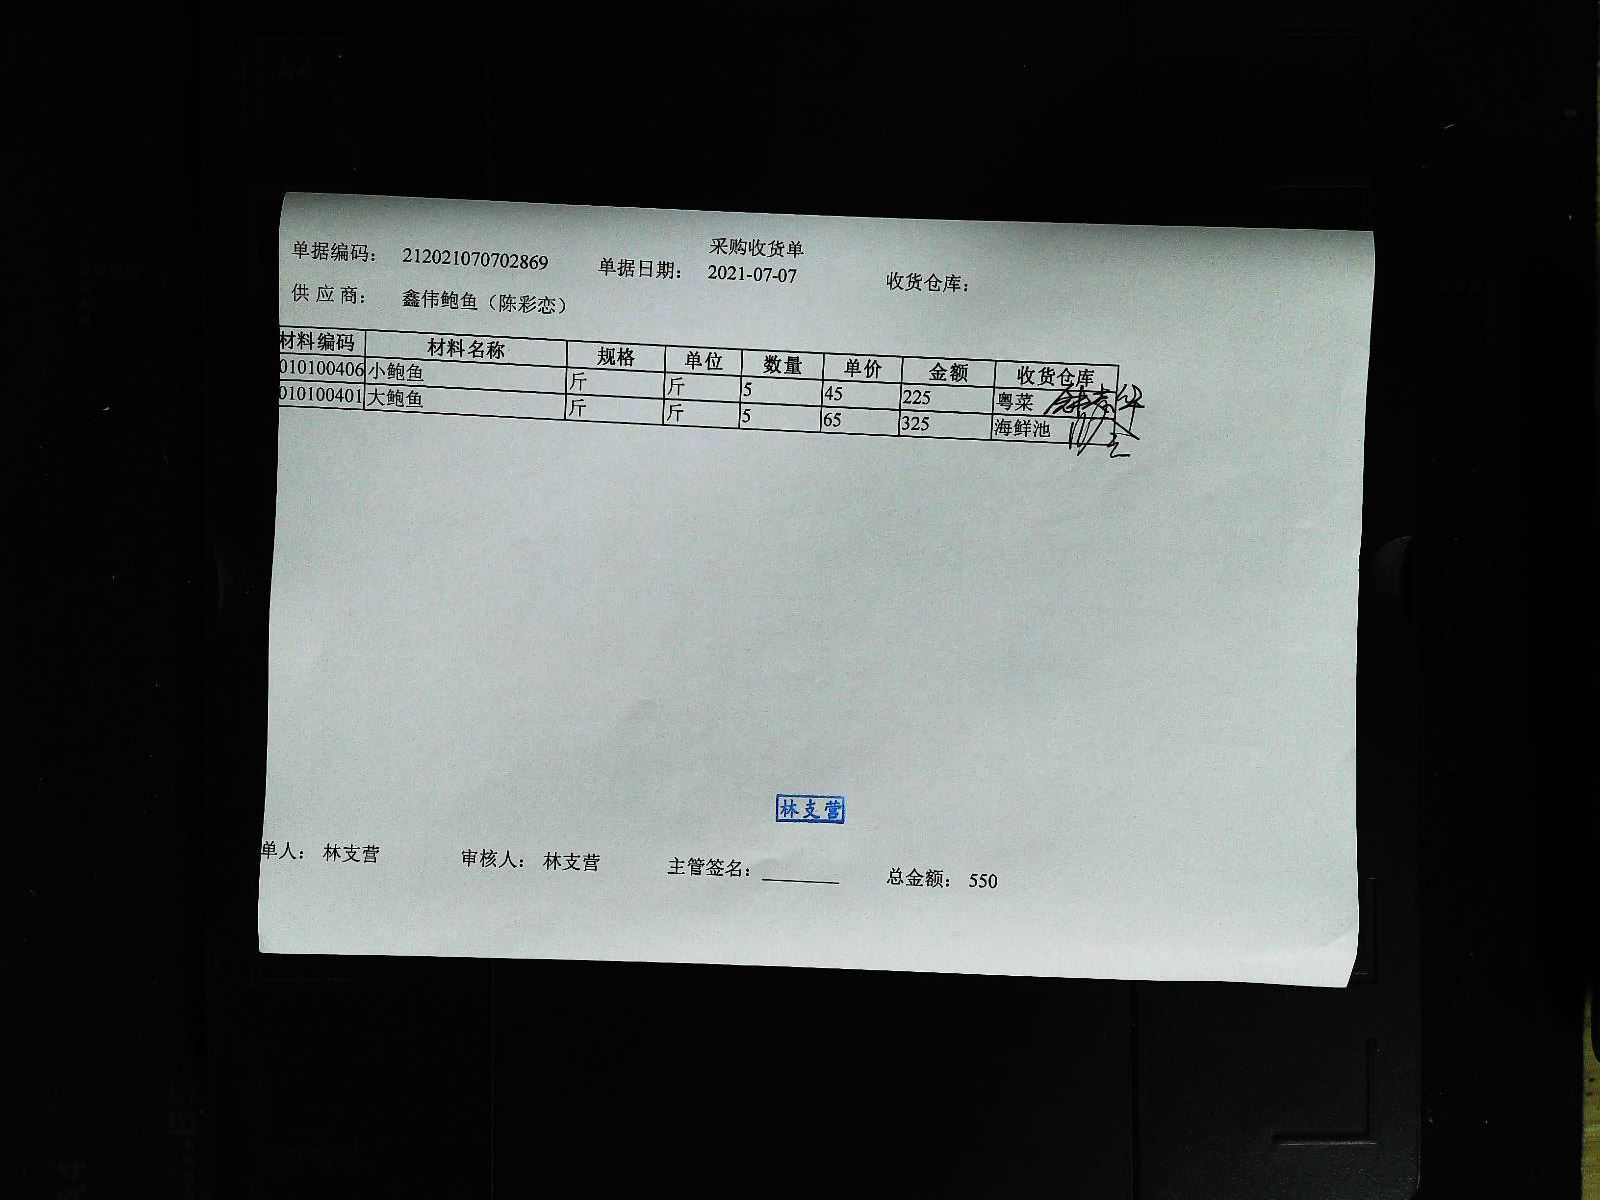 采购收货单
单据编码： 212021070702869 单据日期： 2021-07-07 收货仓库：
供 应 商： 鑫伟鲍鱼（陈彩恋）
材料编码 材料名称 规格 单位 数量 单价 金额 收货仓库
010100406 小鲍鱼 斤 斤 5 45 225 粤菜
010100401 大鲍鱼 斤 斤 5 65 325 海鲜池
林支营
单人： 林支营 审核人： 林支营 主管签名： 总金额： 550